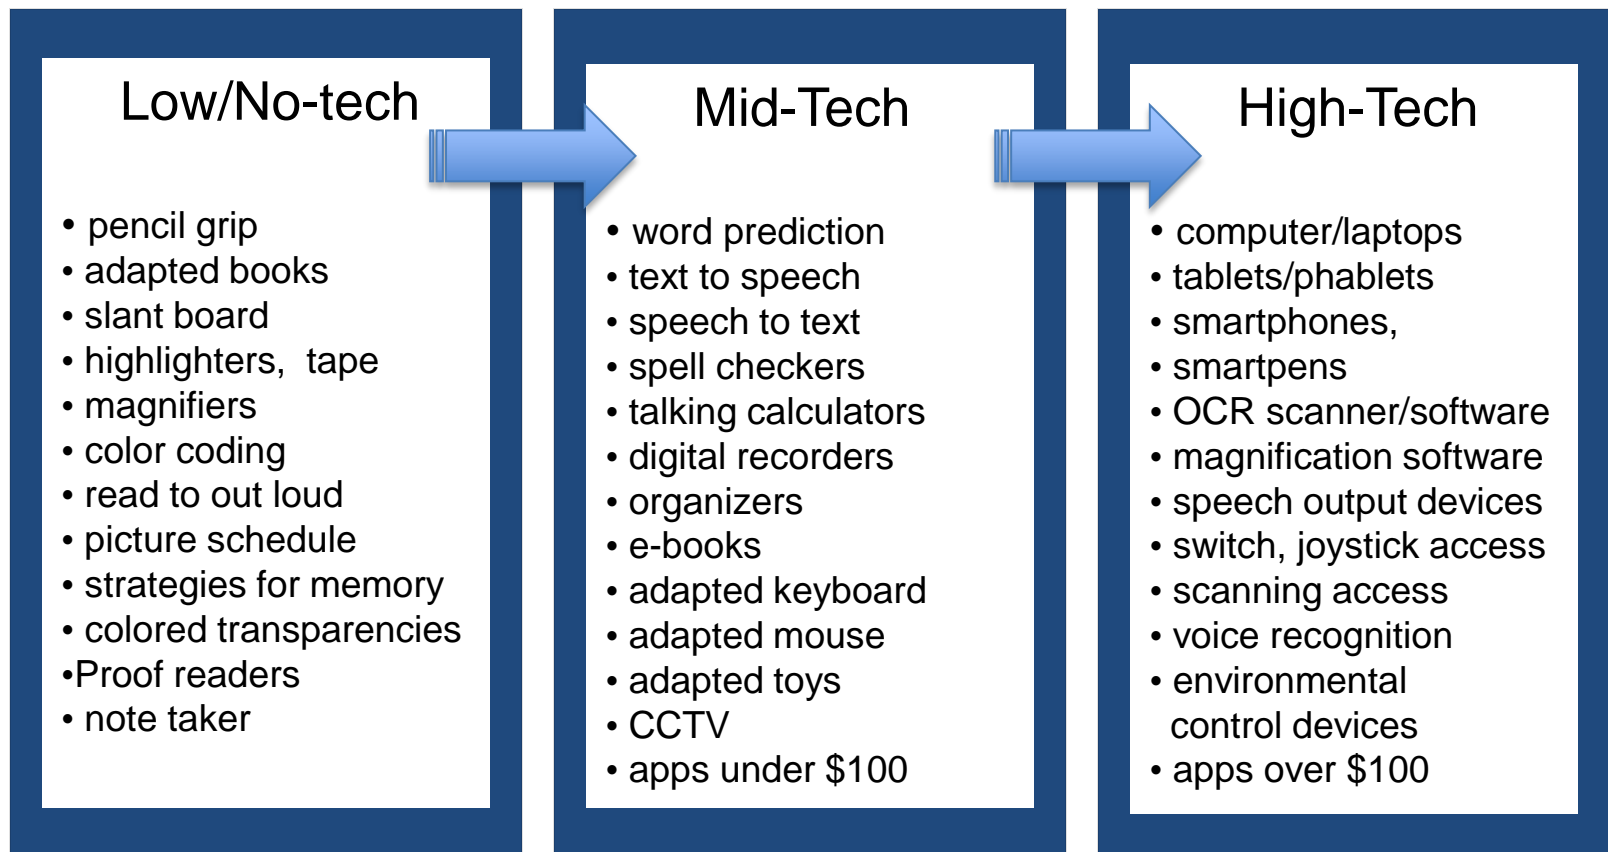 Low/No-tech
• pencil grip
• adapted books
• slant board
• highlighters,  tape
• magnifiers
• color coding
• read to out loud
• picture schedule
• strategies for memory
• colored transparencies
•Proof readers
• note taker
Mid-Tech
• word prediction
• text to speech
• speech to text
• spell checkers
• talking calculators
• digital recorders
• organizers
• e-books
• adapted keyboard
• adapted mouse
• adapted toys
• CCTV
• apps under $100
High-Tech
• computer/laptops
• tablets/phablets
• smartphones,
• smartpens
• OCR scanner/software
• magnification software
• speech output devices
• switch, joystick access
• scanning access
• voice recognition
• environmental
control devices
• apps over $100